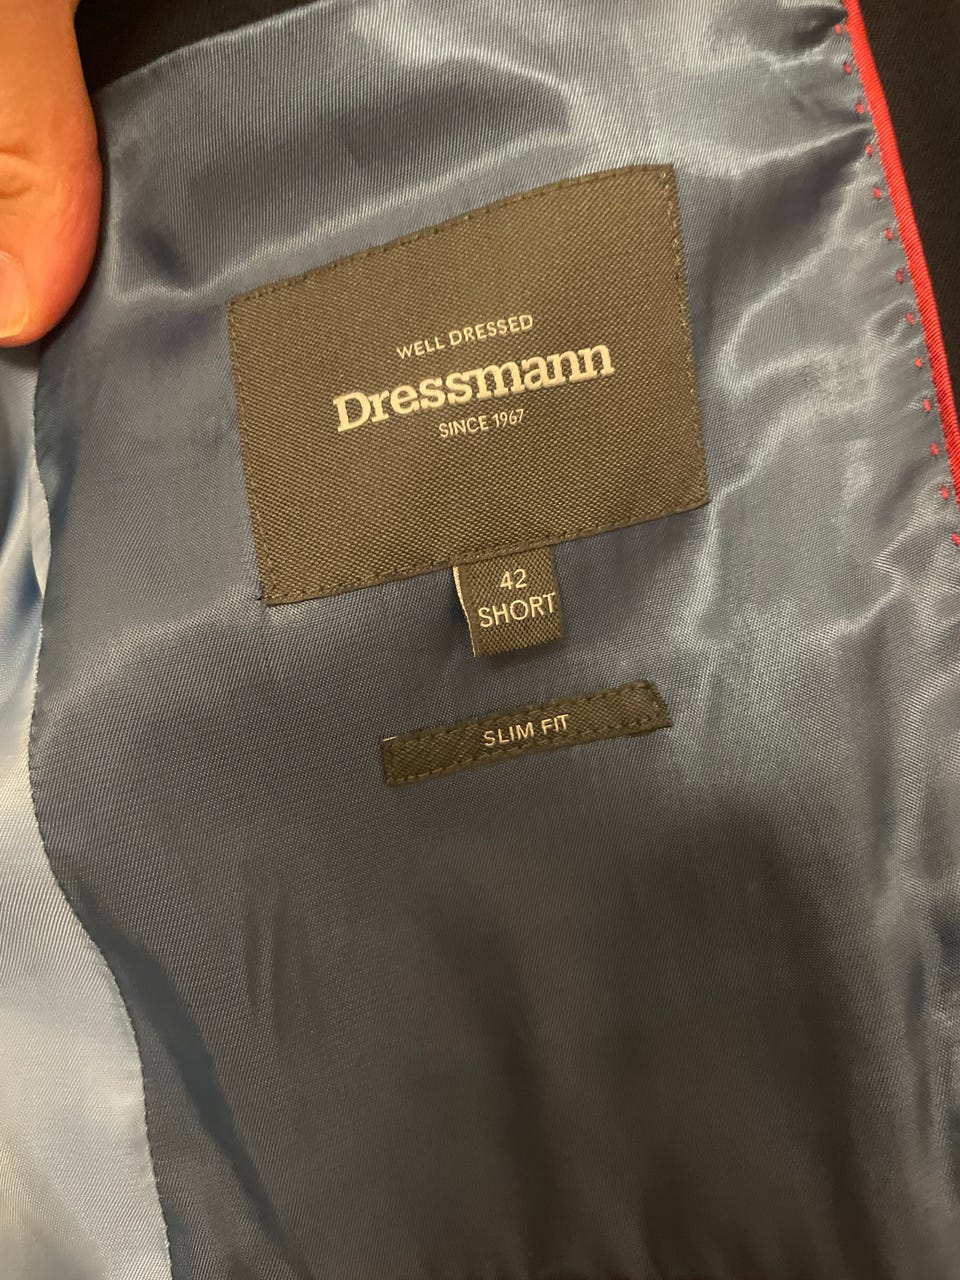 WELL DRESSED
Dressmann
SINCE 1967
42
SHORT
SLIM FIT